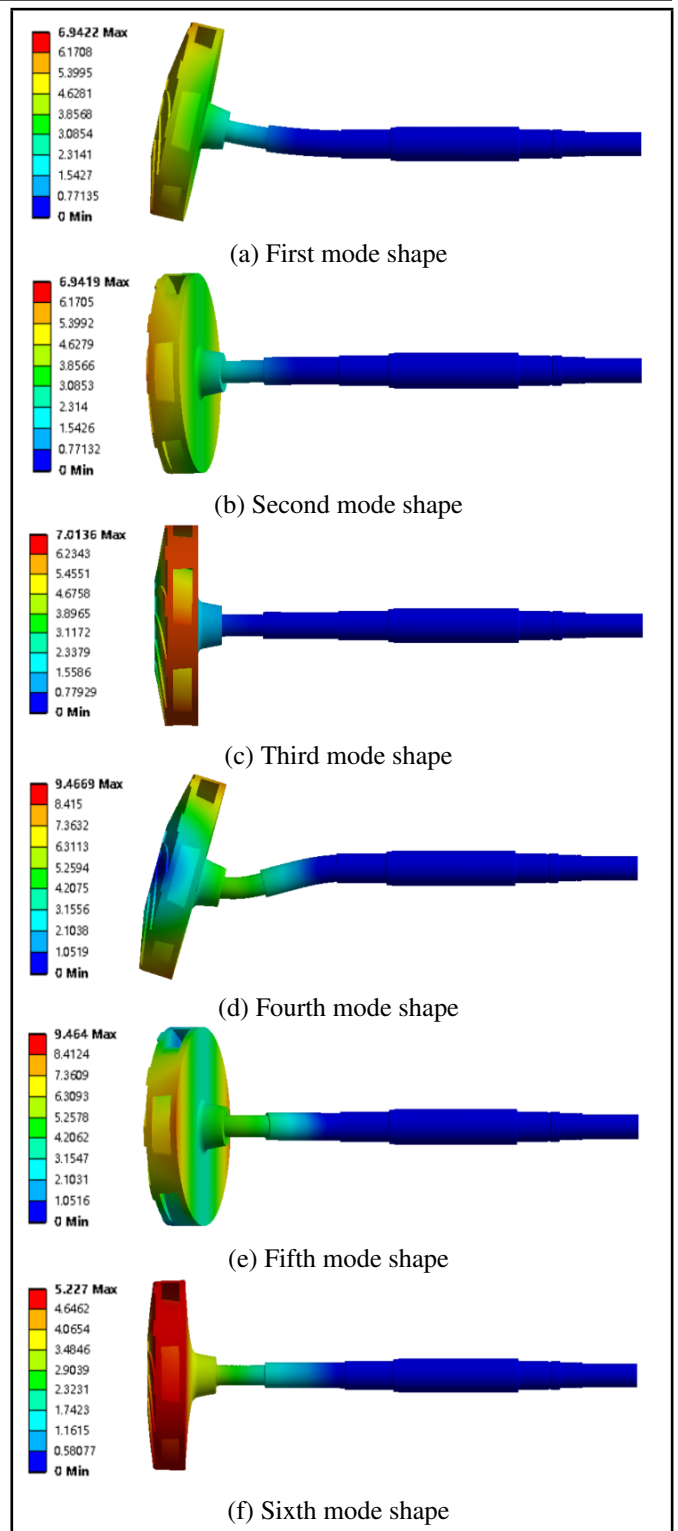 6.9422 Max
6.1708
5.3995
4.6281
3.8568
3.0854
2.3141
1.5427
0.77135
0 Min
(a) First mode shape
6.9419 Max
6.1705
5.3992
4.6279
3.8566
3.0853
2.314
1.5426
0.77132
0 Min
(b) Second mode shape
7.0136 Max
6.2343
5.4551
4.6758
3.8965
3.1172
2.3379
1.5586
0.77929
0 Min
(c) Third mode shape
9.4669 Max
8.415
7.3632
6.3113
5.2594
4.2075
3.1556
2.1038
1.0519
0 Min
(d) Fourth mode shape
9.464 Max
8.4124
7.3609
6.3093
5.2578
4.2062
3.1547
2.1031
1.0516
0 Min
(e) Fifth mode shape
5.227 Max
4.6462
4.0654
3.4846
2.9039
2.3231
1.7423
1.1615
0.58077
0 Min
(f) Sixth mode shape